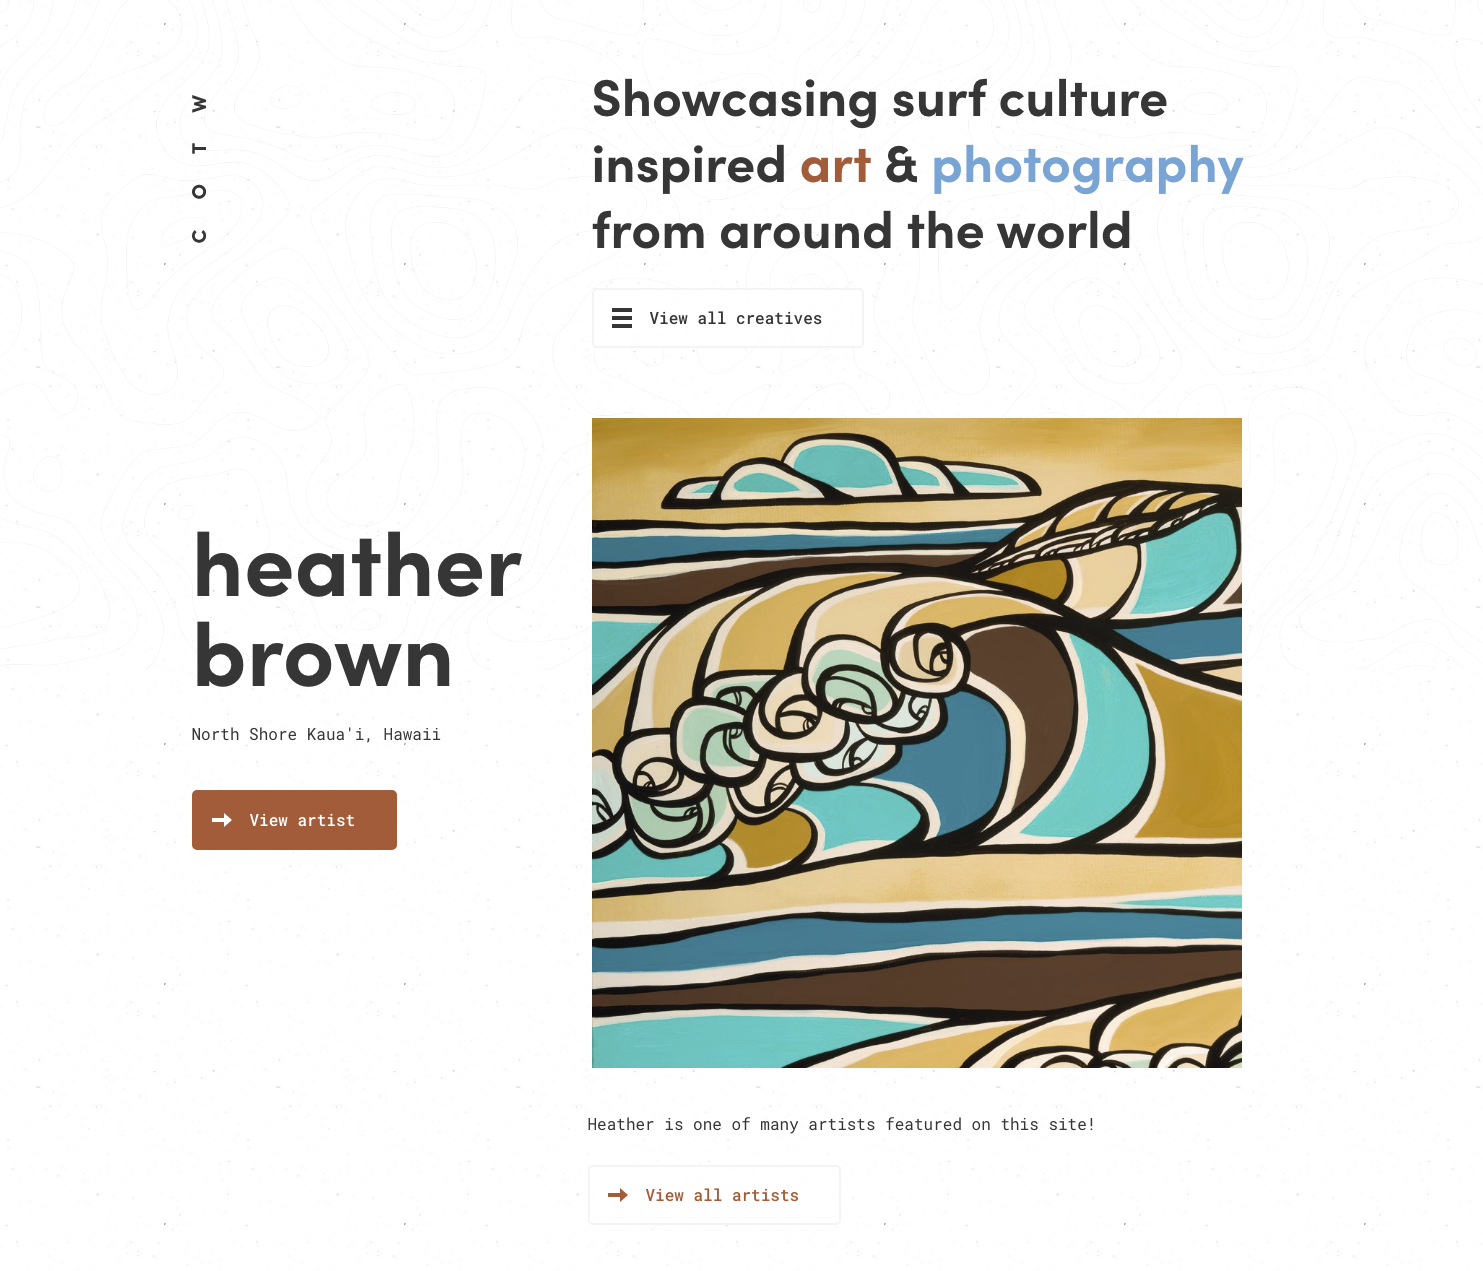 C O T W
Showcasing surf culture
inspired art & photography
from around the world
View all creatives
heather
brown
North Shore Kaua'i, Hawaii
View artist
Heather is one of many artists featured on this site!
View all artists